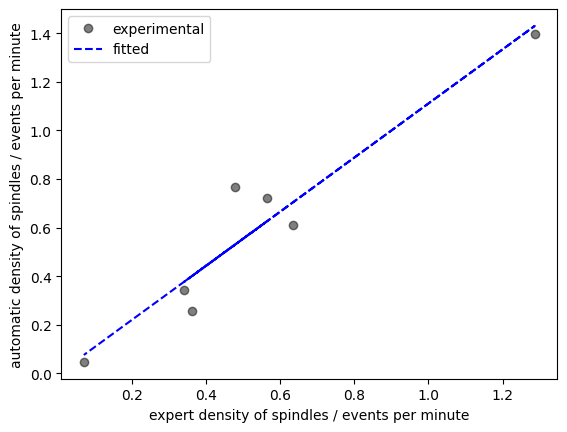 experimental
fitted
automatic density of spindles / events per minute
1.4
1.2
1.0
0.8
0.6
0.4
0.2
0.0
0.2 0.4 0.6 0.8 1.0 1.2
expert density of spindles / events per minute